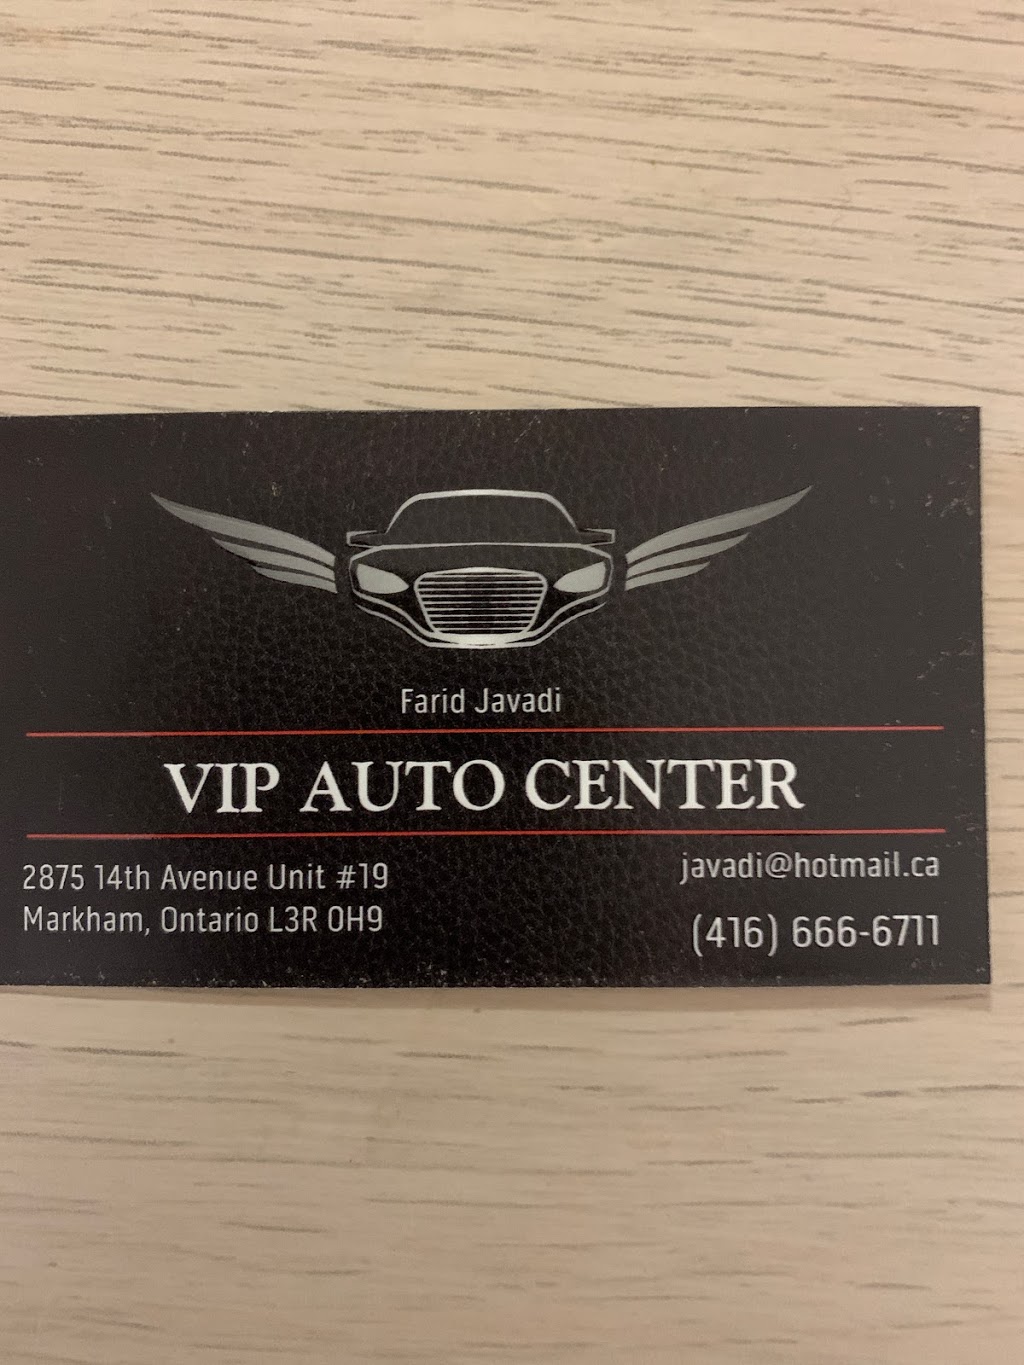 Farid Javadi
VIP AUTO CENTER
2875 14th Avenue Unit #19
Markham, Ontario L3R 0H9
javadi@hotmail.ca
(416) 666-6711